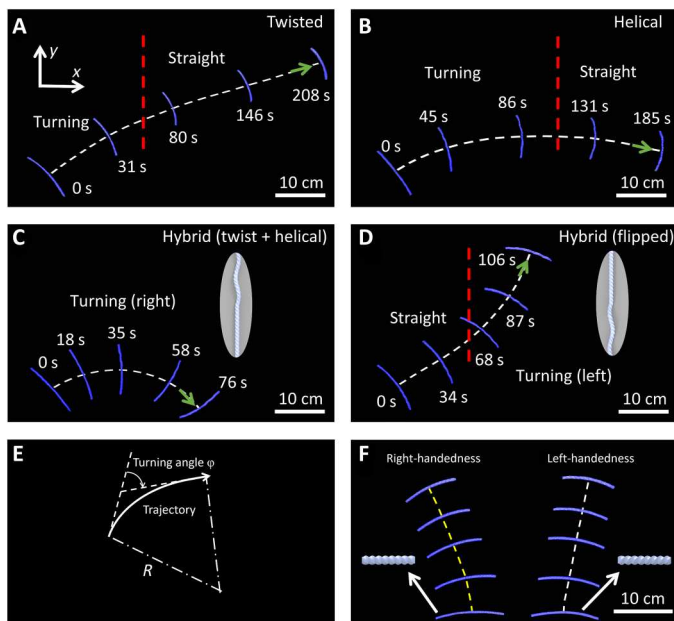 A
Twisted
y
x
Straight
Turning
0 s
31 s
80 s
146 s
208 s
10 cm
B
Helical
Turning
Straight
0 s
45 s
86 s
131 s
185 s
10 cm
C
Hybrid (twist + helical)
Turning (right)
0 s
18 s
35 s
58 s
76 s
10 cm
D
Hybrid (flipped)
106 s
Straight
87 s
68 s
Turning (left)
0 s
34 s
10 cm
E
Turning angle φ
Trajectory
R
F
Right-handedness
Left-handedness
10 cm